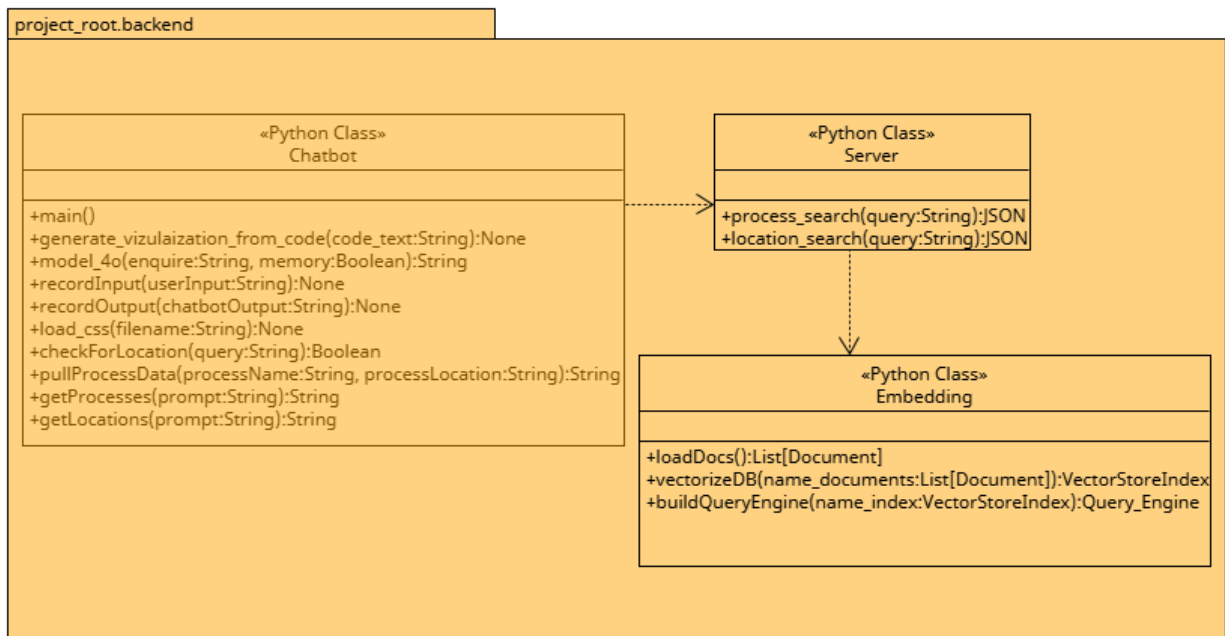 project_root.backend
«Python Class»
Chatbot
+main()
+generate_vizulaization_from_code(code_text:String):None
+model_4o(enquire:String, memory:Boolean):String
+recordInput(userInput:String):None
+recordOutput(chatbotOutput:String):None
+load_css(filename:String):None
+checkForLocation(query:String):Boolean
+pullProcessData(processName:String, processLocation:String):String
+getProcesses(prompt:String):String
+getLocations(prompt:String):String
«Python Class»
Server
+process_search(query:String):JSON
+location_search(query:String):JSON
«Python Class»
Embedding
+loadDocs():List[Document]
+vectorizeDB(name_documents:List[Document]):VectorStoreIndex
+buildQueryEngine(name_index:VectorStoreIndex):Query_Engine